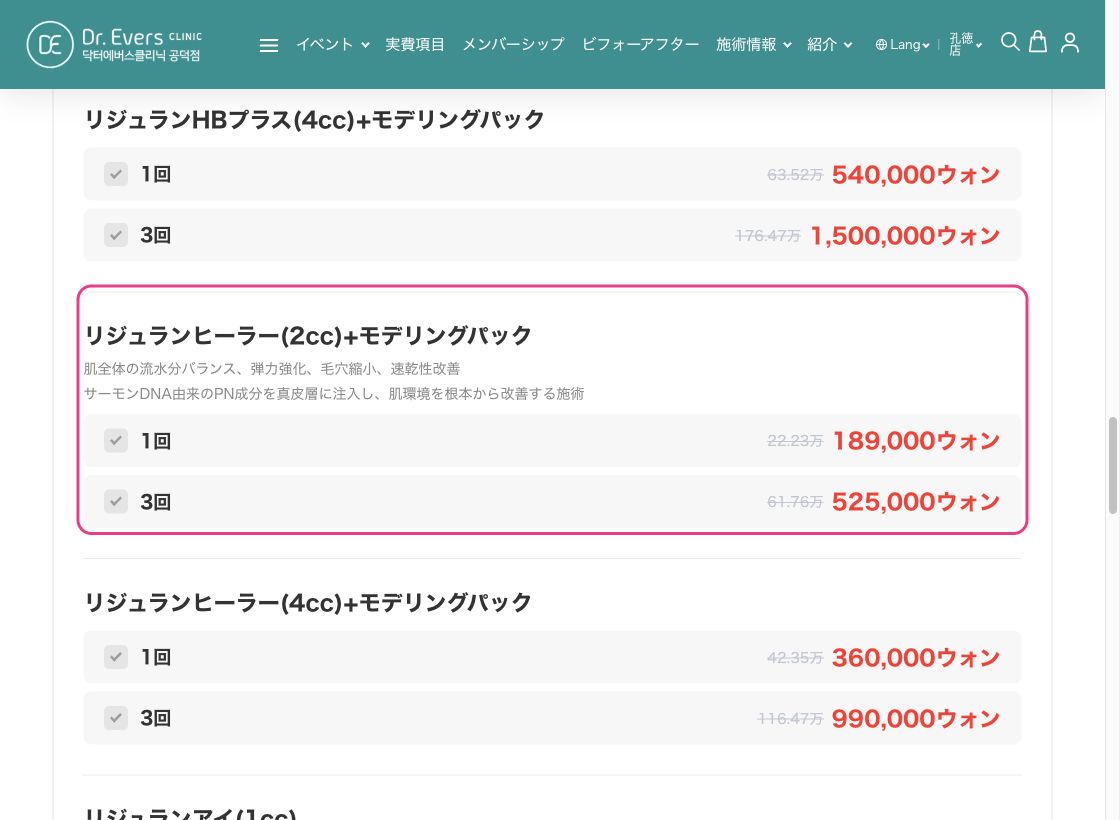 Dr. Evers CLINIC
닥터에버스클리닉 공덕점
イベント 実費項目 メンバーシップ ビフォーアフター 施術情報 紹介 Lang 孔徳店
リジュランHBプラス(4cc)+モデリングパック
1回 63.52万 540,000ウォン
3回 176.47万 1,500,000ウォン
リジュランヒーラー(2cc)+モデリングパック
肌全体の流水分バランス、弾力強化、毛穴縮小、速乾性改善
サーモンDNA由来のPN成分を真皮層に注入し、肌環境を根本から改善する施術
1回 22.23万 189,000ウォン
3回 61.76万 525,000ウォン
リジュランヒーラー(4cc)+モデリングパック
1回 42.35万 360,000ウォン
3回 116.47万 990,000ウォン
リジュランアイ(1cc)